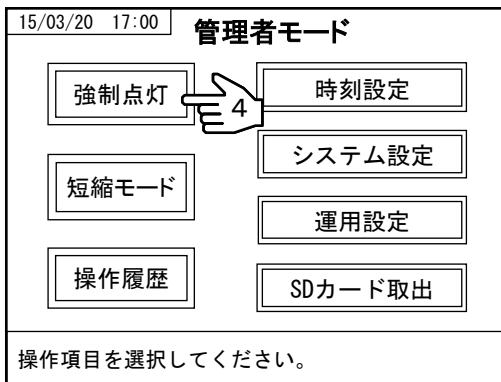 15/03/20 17:00
管理者モード
強制点灯
4
時刻設定
システム設定
短縮モード
運用設定
操作履歴
SDカード取出
操作項目を選択してください。